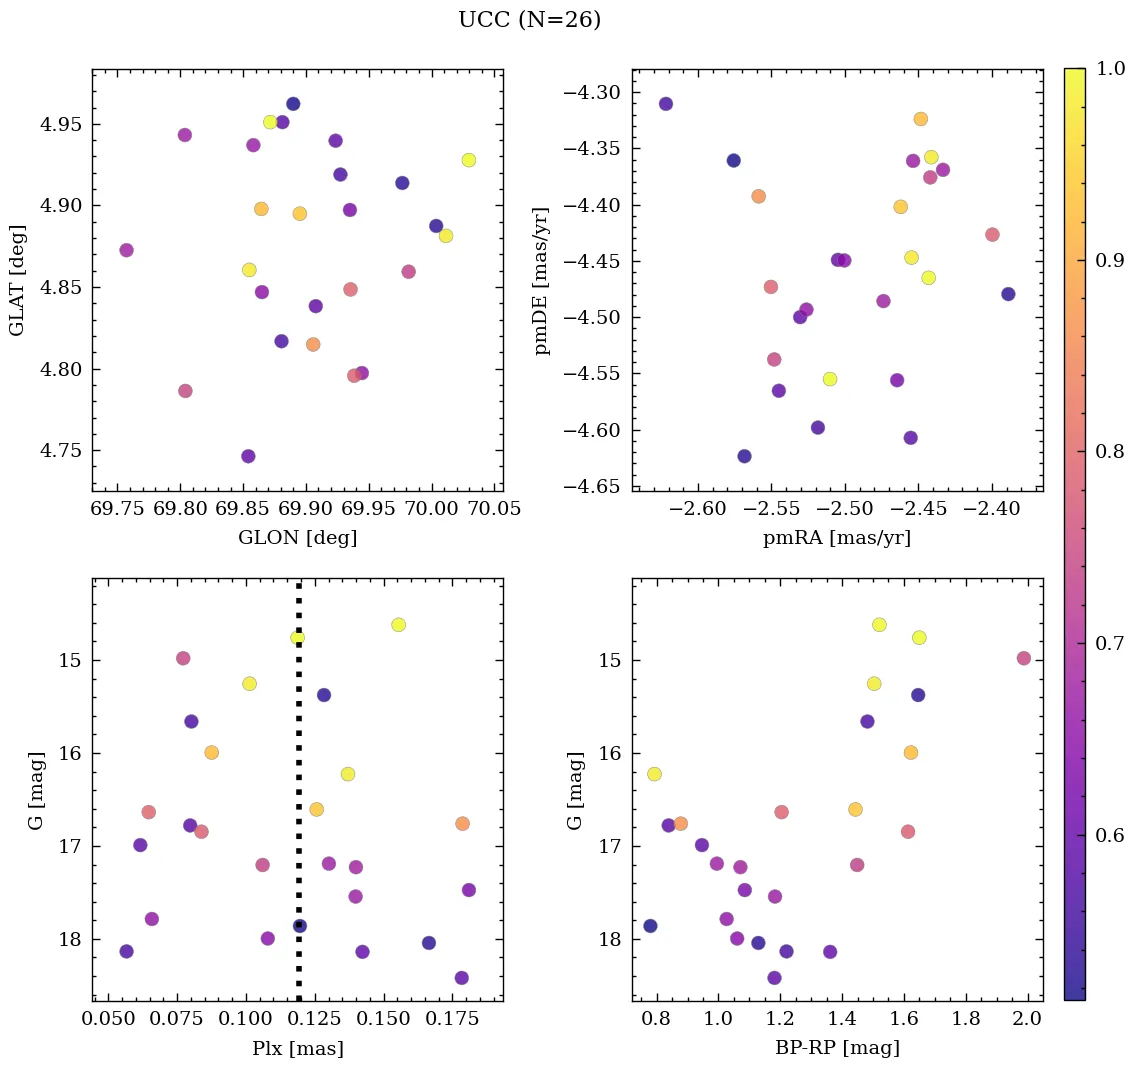 UCC (N=26)
4.95
4.90
4.85
4.80
4.75
GLAT [deg]
69.75 69.80 69.85 69.90 69.95 70.00 70.05
GLON [deg]
−4.30
−4.35
−4.40
−4.45
−4.50
−4.55
−4.60
−4.65
pmDE [mas/yr]
−2.60 −2.55 −2.50 −2.45 −2.40
pmRA [mas/yr]
1.0
0.9
0.8
0.7
0.6
15
16
17
18
G [mag]
0.050 0.075 0.100 0.125 0.150 0.175
Plx [mas]
15
16
17
18
G [mag]
0.8 1.0 1.2 1.4 1.6 1.8 2.0
BP-RP [mag]